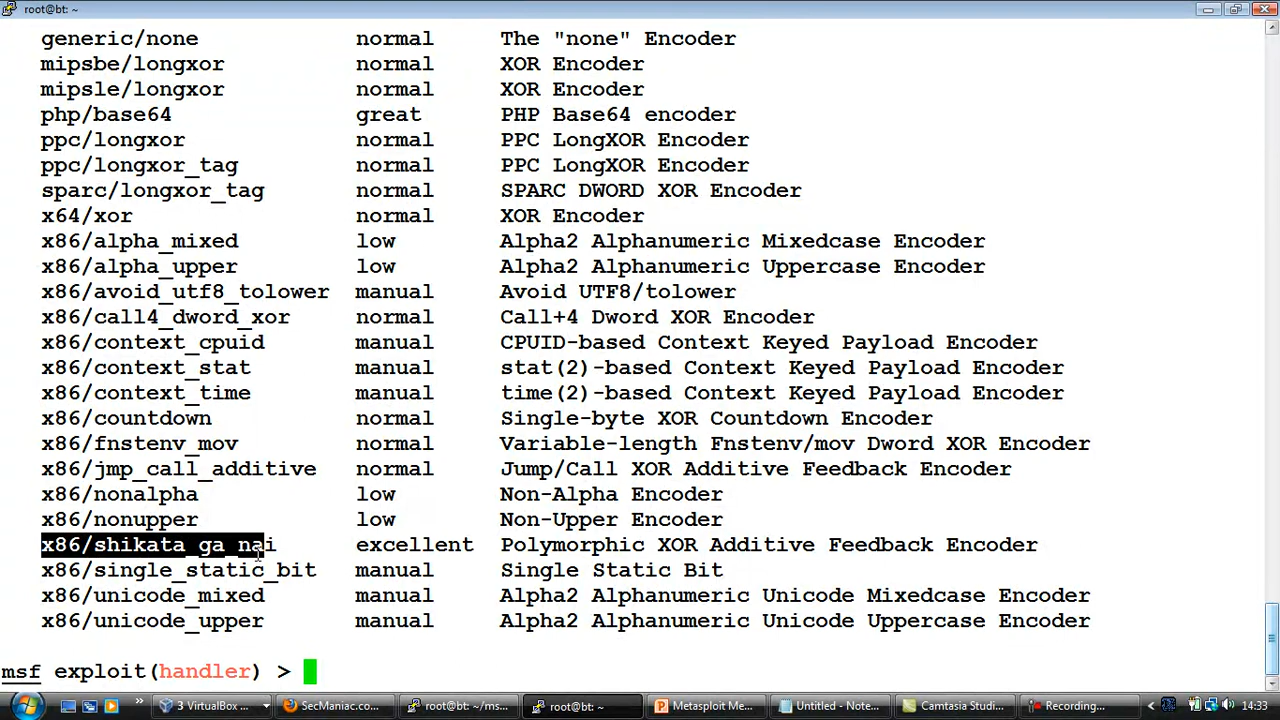 root@bt: ~
generic/none normal The "none" Encoder
mipsbe/longxor normal XOR Encoder
mipsle/longxor normal XOR Encoder
php/base64 great PHP Base64 encoder
ppc/longxor normal PPC LongXOR Encoder
ppc/longxor_tag normal PPC LongXOR Encoder
sparc/longxor_tag normal SPARC DWORD XOR Encoder
x64/xor normal XOR Encoder
x86/alpha_mixed low Alpha2 Alphanumeric Mixedcase Encoder
x86/alpha_upper low Alpha2 Alphanumeric Uppercase Encoder
x86/avoid_utf8_tolower manual Avoid UTF8/tolower
x86/call4_dword_xor normal Call+4 Dword XOR Encoder
x86/context_cpuid manual CPUID-based Context Keyed Payload Encoder
x86/context_stat manual stat(2)-based Context Keyed Payload Encoder
x86/context_time manual time(2)-based Context Keyed Payload Encoder
x86/countdown normal Single-byte XOR Countdown Encoder
x86/fnstenv_mov normal Variable-length Fnstenv/mov Dword XOR Encoder
x86/jmp_call_additive normal Jump/Call XOR Additive Feedback Encoder
x86/nonalpha low Non-Alpha Encoder
x86/nonupper low Non-Upper Encoder
x86/shikata_ga_nai excellent Polymorphic XOR Additive Feedback Encoder
x86/single_static_bit manual Single Static Bit
x86/unicode_mixed manual Alpha2 Alphanumeric Unicode Mixedcase Encoder
x86/unicode_upper manual Alpha2 Alphanumeric Unicode Uppercase Encoder
msf exploit(handler) >
3 VirtualBox ... SecManiac.co... root@bt: ~/ms... root@bt: ~ Metasploit Me... Untitled - Note... Camtasia Studi... Recording... 14:33